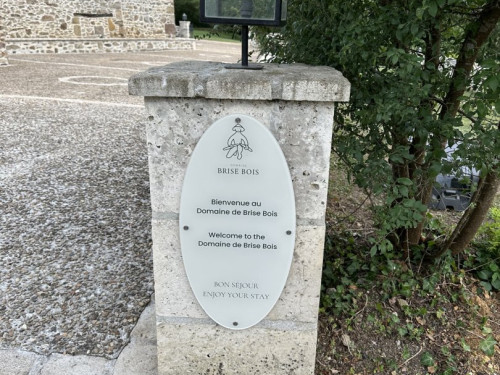 BRISE BOIS
Bienvenue au
Domaine de Brise Bois
Welcome to the
Domaine de Brise Bois
BON SEJOUR
ENJOY YOUR STAY